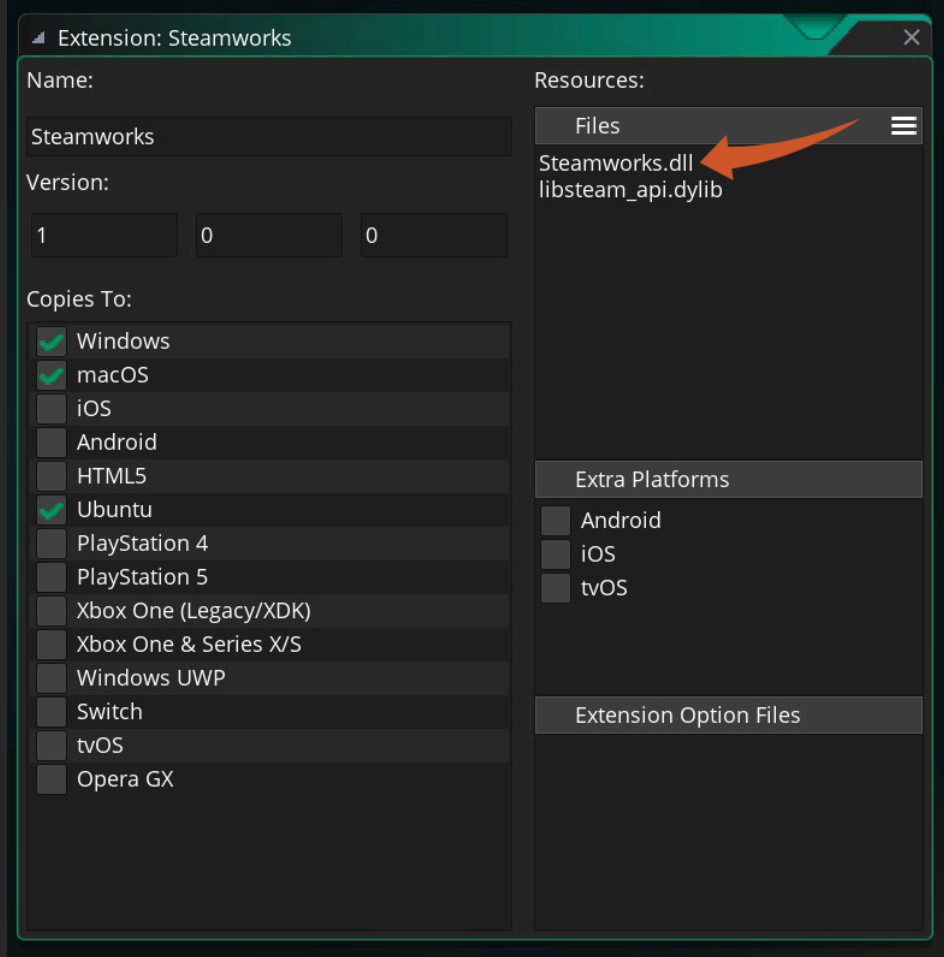 Extension: Steamworks
Name:
Steamworks
Version:
1 0 0
Copies To:
Windows
macOS
iOS
Android
HTML5
Ubuntu
PlayStation 4
PlayStation 5
Xbox One (Legacy/XDK)
Xbox One & Series X/S
Windows UWP
Switch
tvOS
Opera GX
Resources:
Files
Steamworks.dll
libsteam_api.dylib
Extra Platforms
Android
iOS
tvOS
Extension Option Files